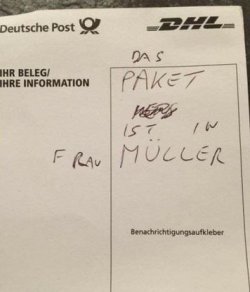 Deutsche Post DHL
DAS
IHR BELEG/
IHRE INFORMATION
PAKET
IST IN
FRAU MÜLLER
Benachrichtigungsaufkleber